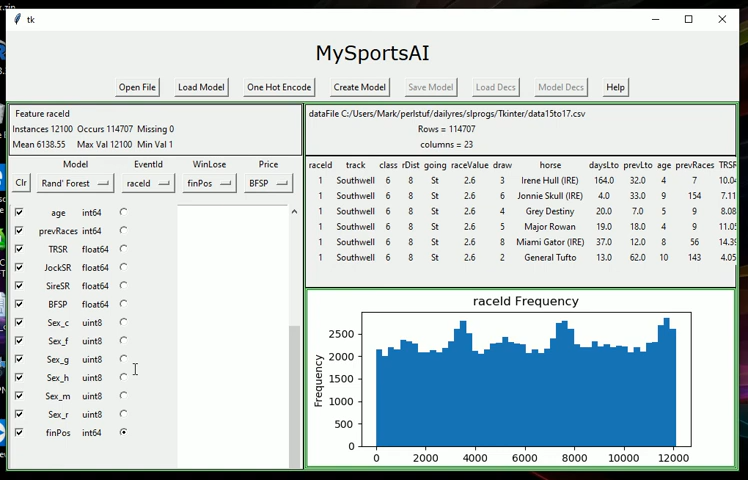 tk
MySportsAI
Open File Load Model One Hot Encode Create Model Save Model Load Decs Model Decs Help
Feature raceId
Instances 12100 Occurs 114707 Missing 0
Mean 6138.55 Max Val 12100 Min Val 1
dataFile C:/Users/Mark/perlstuf/dailyres/slprogs/Tkinter/data15to17.csv
Rows = 114707
columns = 23
Model EventId WinLose Price
Clr Rand' Forest raceId finPos BFSP
age int64
prevRaces int64
TRSR float64
JockSR float64
SireSR float64
BFSP float64
Sex_c uint8
Sex_f uint8
Sex_g uint8
Sex_h uint8
Sex_m uint8
Sex_r uint8
finPos int64
raceId track class rDist going raceValue draw horse daysLto prevLto age prevRaces TRSR
1 Southwell 6 8 St 2.6 3 Irene Hull (IRE) 164.0 32.0 4 7 10.04
1 Southwell 6 8 St 2.6 6 Jonnie Skull (IRE) 4.0 33.0 9 154 7.11
1 Southwell 6 8 St 2.6 4 Grey Destiny 20.0 7.0 5 9 8.08
1 Southwell 6 8 St 2.6 5 Major Rowan 19.0 18.0 4 9 11.05
1 Southwell 6 8 St 2.6 8 Miami Gator (IRE) 37.0 12.0 8 56 14.39
1 Southwell 6 8 St 2.6 2 General Tufto 13.0 62.0 10 143 4.05
raceId Frequency
Frequency
2500
2000
1500
1000
500
0
0 2000 4000 6000 8000 10000 12000